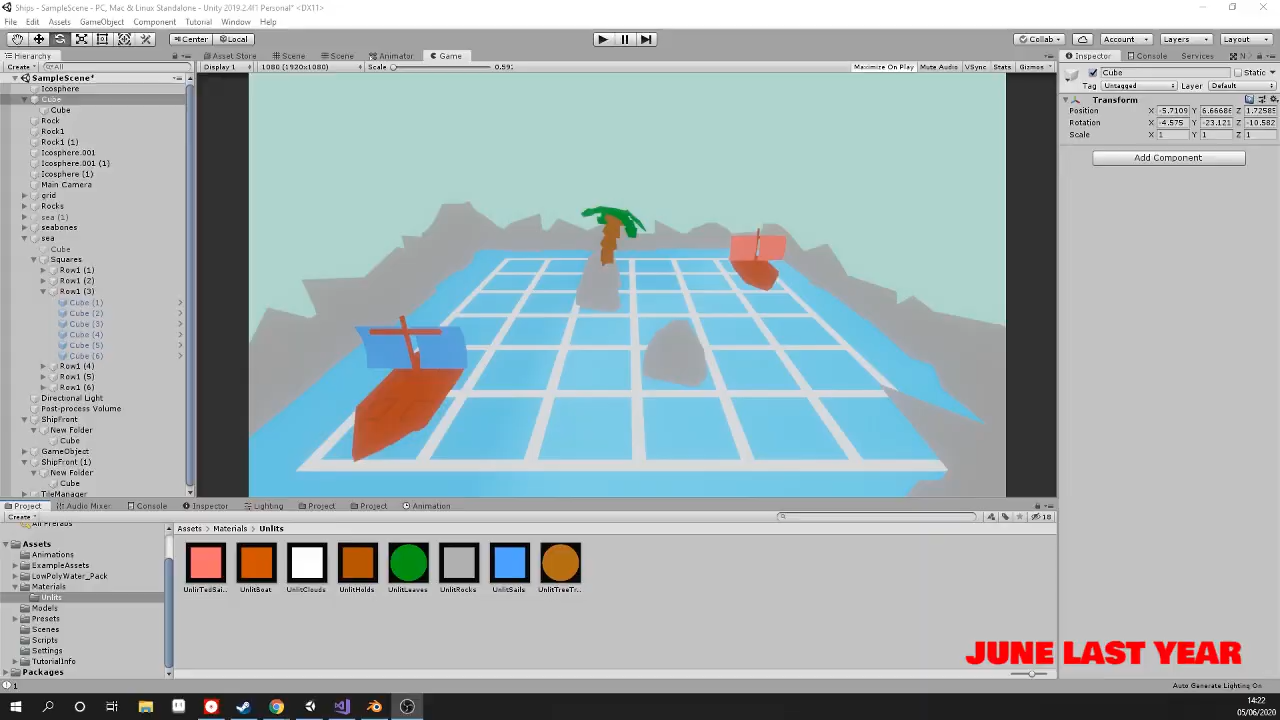 Ships - SampleScene - PC, Mac & Linux Standalone - Unity 2019.2.4f1 Personal* <DX11>
File Edit Assets GameObject Component Tutorial Window Help
Center Local Collab Account Layers Layout
Hierarchy Asset Store Scene Scene Animator Game Inspector Console Services
Create All Display 1 1080 (1920x1080) Scale Maximize On Play Mute Audio VSync Stats Gizmos Cube Static
SampleScene*
Tag Untagged Layer Default
Icosphere
Cube
Transform
Cube
Position X -5.7109 Y 6.66686 Z 1.72585
Rock
Rotation X -4.575 Y -23.121 Z -10.582
Rock1
Scale X 1 Y 1 Z 1
Rock1 (1)
Icosphere.001
Add Component
Icosphere.001 (1)
Icosphere (1)
Main Camera
grid
Rocks
sea (1)
seabones
sea
Cube
Squares
Row1 (1)
Row1 (2)
Row1 (3)
Cube (1)
Cube (2)
Cube (3)
Cube (4)
Cube (5)
Cube (6)
Row1 (4)
Row1 (5)
Row1 (6)
Directional Light
Post-process Volume
ShipFront
New Folder
Cube
GameObject
ShipFront (1)
New Folder
Cube
TileManager
Project Audio Mixer Console Inspector Lighting Project Project Animation
Create 18
All Prefabs
Assets > Materials > Unlits
Assets
Animations
ExampleAssets
LowPolyWater_Pack
Materials
UnlirTedSai... UnlitBoat UnlitClouds UnlitHolds UnlitLeaves UnlitRocks UnlitSails UnlitTreeTr...
Unlits
Models
Presets
Scenes
Scripts
Settings
TutorialInfo
Packages
JUNE LAST YEAR
1
Auto Generate Lighting On
14:22
05/06/2020